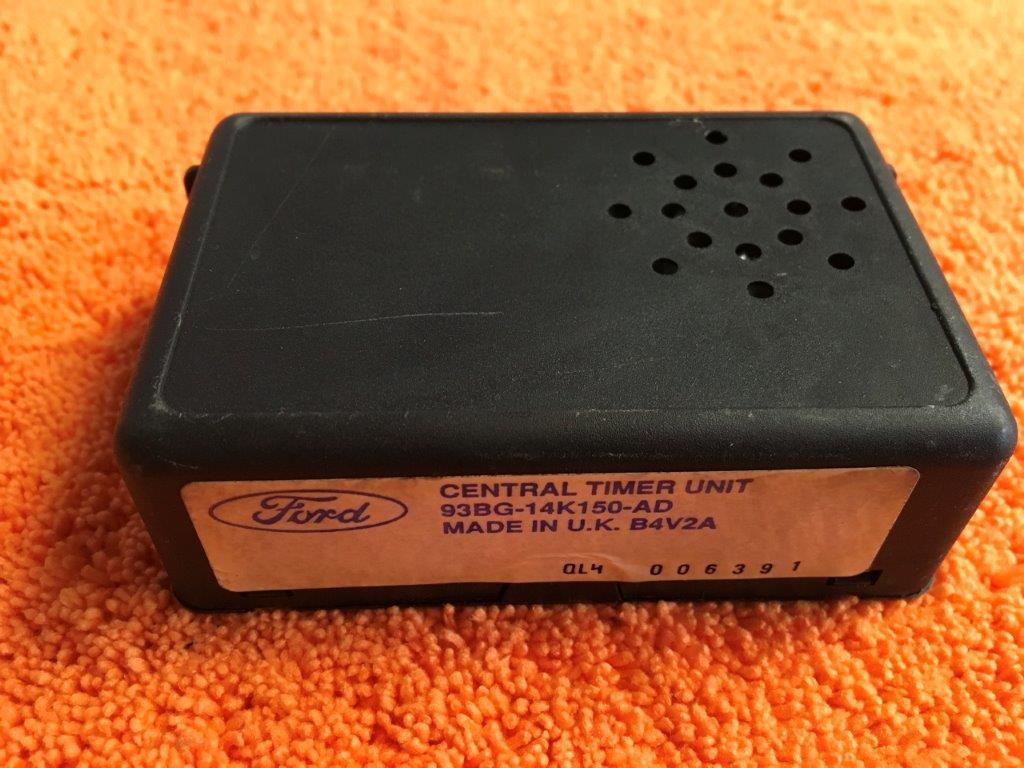 Ford
CENTRAL TIMER UNIT
93BG-14K150-AD
MADE IN U.K. B4V2A
QL4 006391